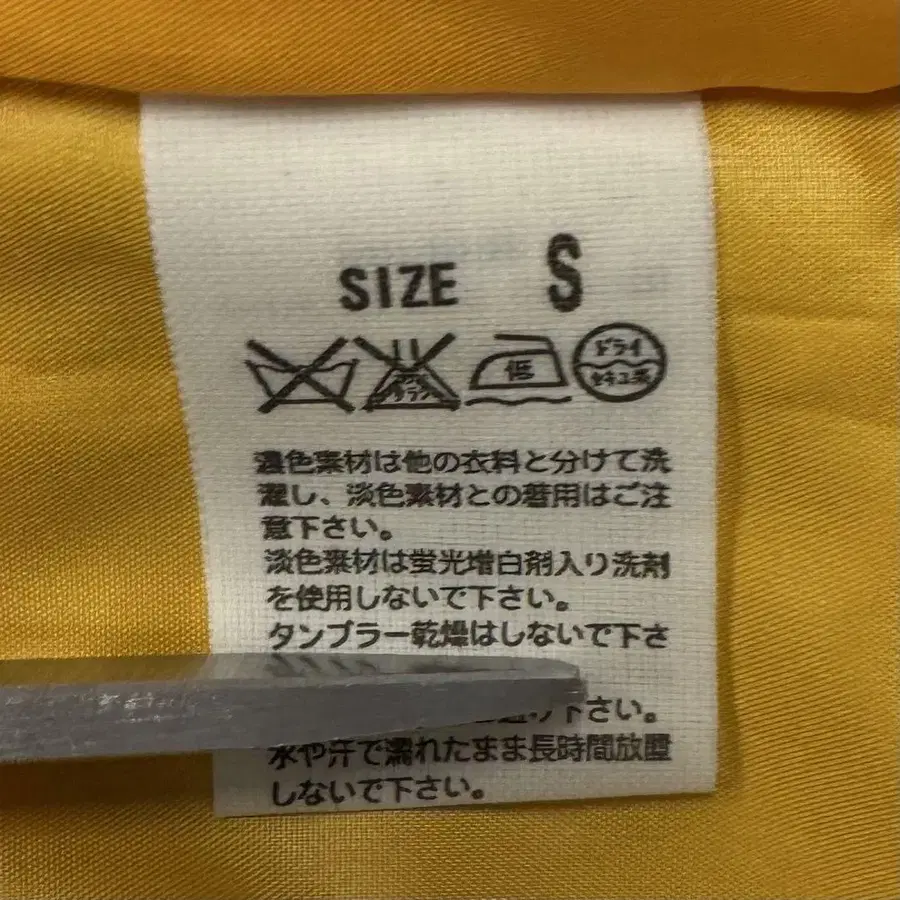 SIZE S
低 ドライ
セキユ系
濃色素材は他の衣料と分けて洗
濯し、淡色素材との着用はご注
意下さい。
淡色素材は蛍光増白剤入り洗剤
を使用しないで下さい。
タンブラー乾燥はしないで下さ
下さい。
水や汗で濡れたまま長時間放置
しないで下さい。